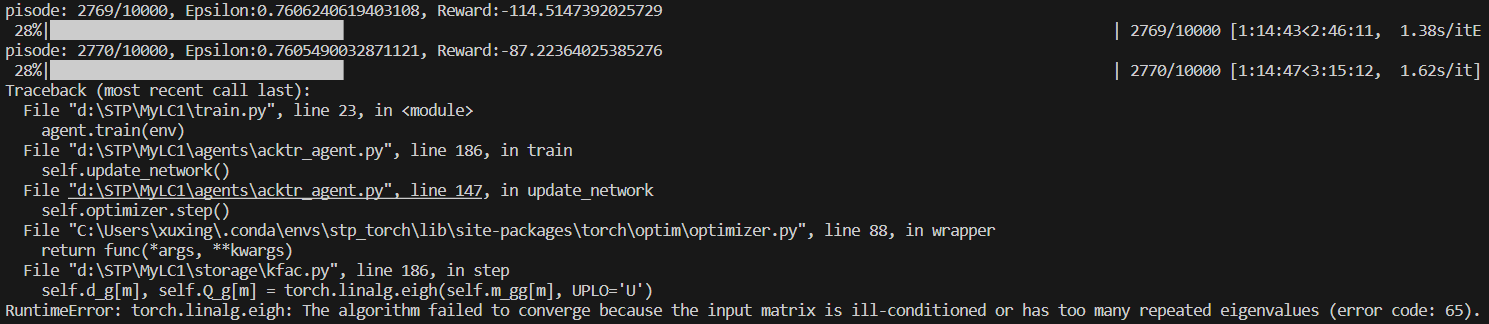 pisode: 2769/10000, Epsilon:0.7606240619403108, Reward:-114.5147392025729
28%| | 2769/10000 [1:14:43<2:46:11, 1.38s/itE
pisode: 2770/10000, Epsilon:0.7605490032871121, Reward:-87.22364025385276
28%| | 2770/10000 [1:14:47<3:15:12, 1.62s/it]
Traceback (most recent call last):
  File "d:\STP\MyLC1\train.py", line 23, in <module>
    agent.train(env)
  File "d:\STP\MyLC1\agents\acktr_agent.py", line 186, in train
    self.update_network()
  File "d:\STP\MyLC1\agents\acktr_agent.py", line 147, in update_network
    self.optimizer.step()
  File "C:\Users\xuxing\.conda\envs\stp_torch\lib\site-packages\torch\optim\optimizer.py", line 88, in wrapper
    return func(*args, **kwargs)
  File "d:\STP\MyLC1\storage\kfac.py", line 186, in step
    self.d_g[m], self.Q_g[m] = torch.linalg.eigh(self.m_gg[m], UPLO='U')
RuntimeError: torch.linalg.eigh: The algorithm failed to converge because the input matrix is ill-conditioned or has too many repeated eigenvalues (error code: 65).